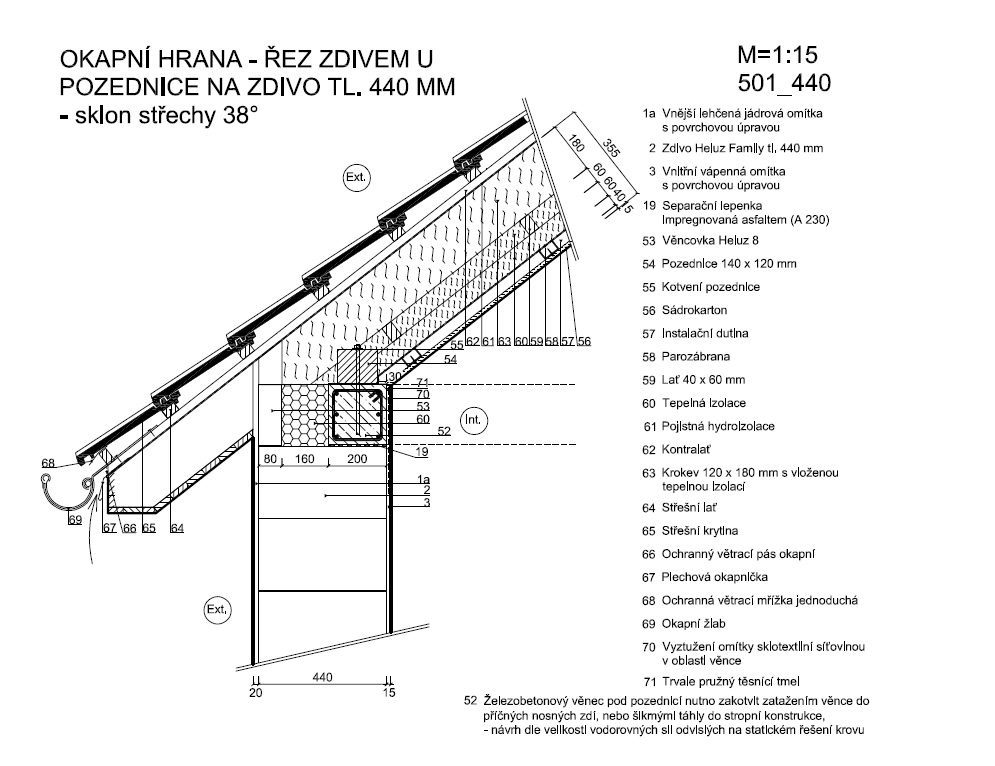 OKAPNÍ HRANA - ŘEZ ZDIVEM U
POZEDNICE NA ZDIVO TL. 440 MM
- sklon střechy 38°
M=1:15
501_440
1a Vnější lehčená jádrová omítka
s povrchovou úpravou
2 Zdivo Heluz Family tl. 440 mm
3 Vnitřní vápenná omítka
s povrchovou úpravou
19 Separační lepenka
Impregnovaná asfaltem (A 230)
53 Věncovka Heluz 8
54 Pozednice 140 x 120 mm
55 Kotvení pozednice
56 Sádrokarton
57 Instalační dutina
58 Parozábrana
59 Lať 40 x 60 mm
60 Tepelná Izolace
61 Pojistná hydroizolace
62 Kontralať
63 Krokev 120 x 180 mm s vloženou
tepelnou Izolací
64 Střešní lať
65 Střešní krytina
66 Ochranný větrací pás okapní
67 Plechová okapnička
68 Ochranná větrací mřížka jednoduchá
69 Okapní žlab
70 Vyztužení omítky sklotextilní síťovinou
v oblasti věnce
71 Trvale pružný těsnící tmel
52 Železobetonový věnec pod pozednicí nutno zakotvit zatažením věnce do
příčných nosných zdí, nebo šikmými táhly do stropní konstrukce,
- návrh dle velikosti vodorovných sil odvislých na statickém řešení krovu
Ext.
355
180
60
60
40
15
62 61 63 60 59 58 57 56
55
54
30
71
70
53
60
52
Int.
19
80 160 200
1a
2
3
68
69 67 66 65 64
Ext.
440
20 15